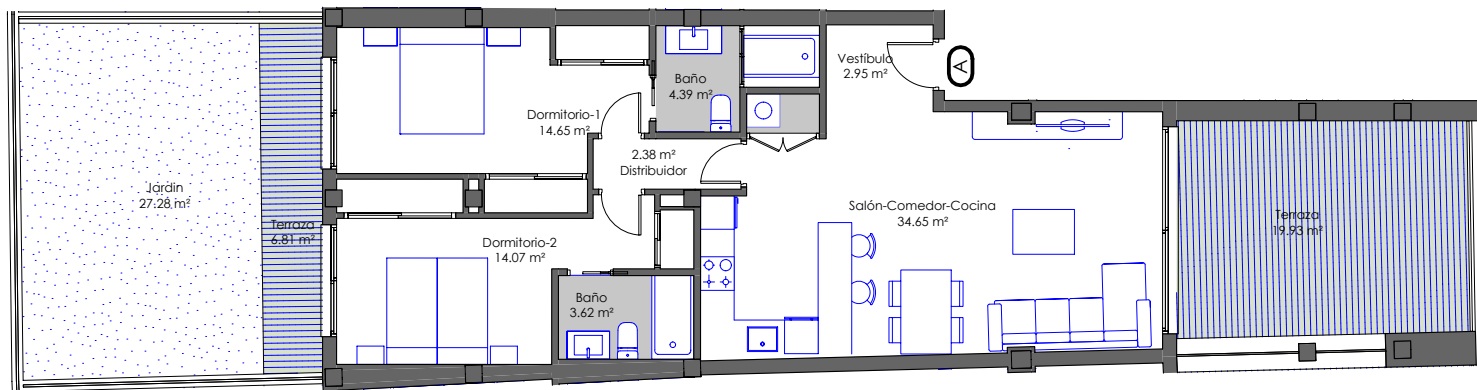 Jardin
27.28 m²
Terraza
6.81 m²
Dormitorio-1
14.65 m²
Baño
4.39 m²
Vestíbulo
2.95 m²
A
2.38 m²
Distribuidor
Dormitorio-2
14.07 m²
Baño
3.62 m²
Salón-Comedor-Cocina
34.65 m²
Terraza
19.93 m²